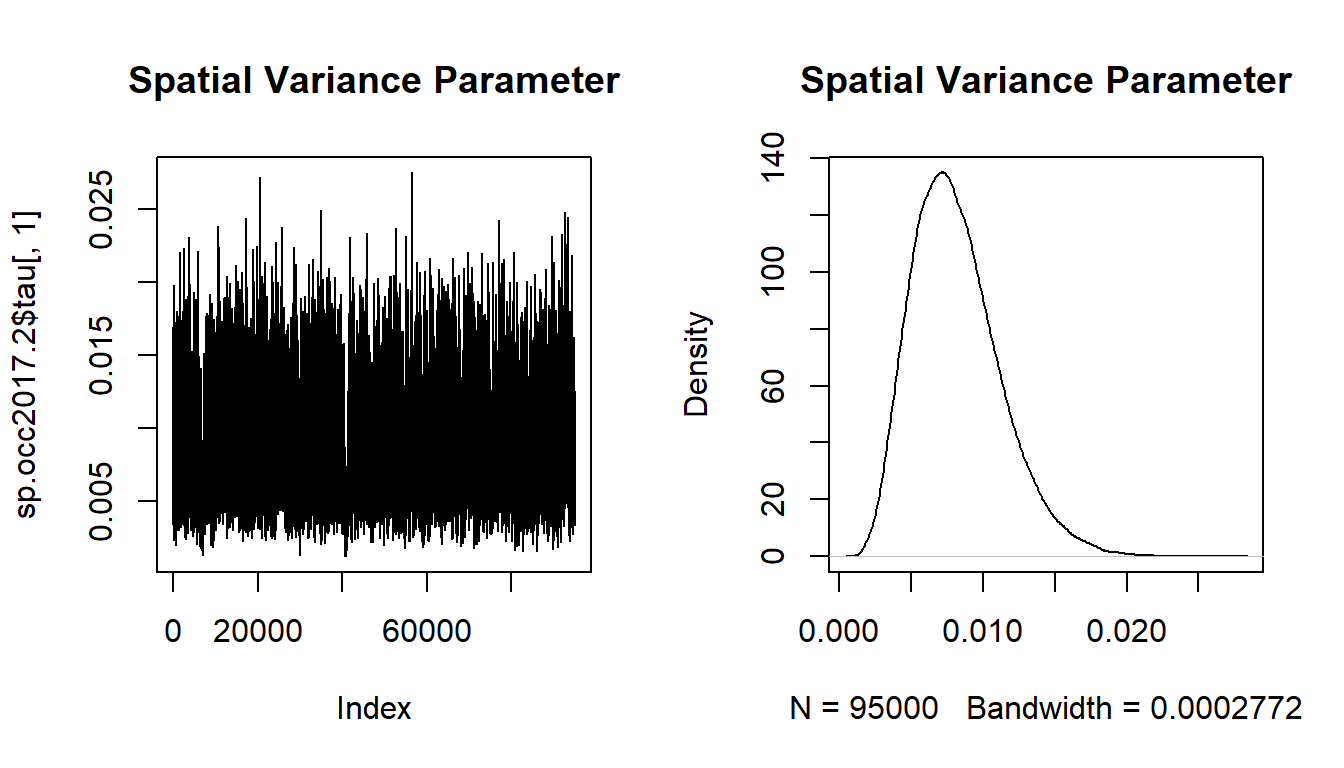 Spatial Variance Parameter
sp.occ2017.2$tau[, 1]
0.025
0.015
0.005
0 20000 60000
Index
Spatial Variance Parameter
Density
140
100
60
20
0
0.000 0.010 0.020
N = 95000 Bandwidth = 0.0002772